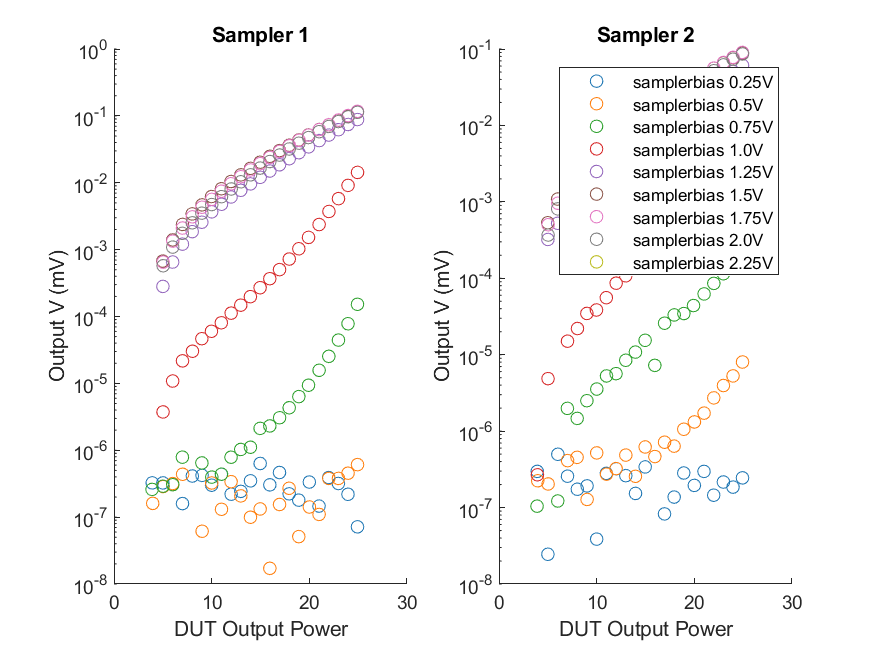 Sampler 1
10^0
10^-1
10^-2
10^-3
10^-4
10^-5
10^-6
10^-7
10^-8
Output V (mV)
0 10 20 30
DUT Output Power
Sampler 2
10^-1
10^-2
10^-3
10^-4
10^-5
10^-6
10^-7
10^-8
Output V (mV)
0 10 20 30
DUT Output Power
samplerbias 0.25V
samplerbias 0.5V
samplerbias 0.75V
samplerbias 1.0V
samplerbias 1.25V
samplerbias 1.5V
samplerbias 1.75V
samplerbias 2.0V
samplerbias 2.25V